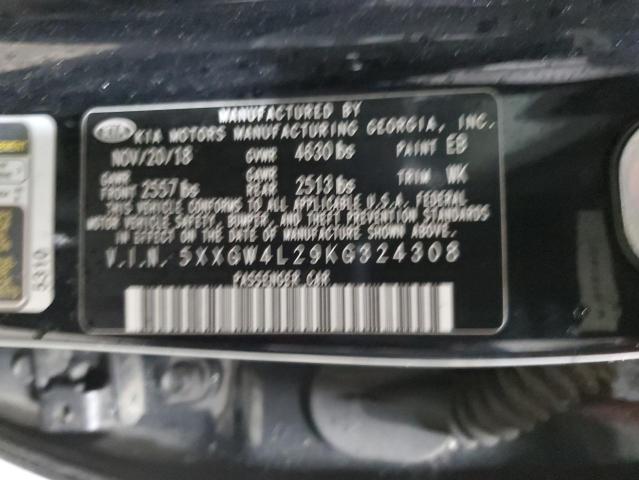 MANUFACTURED BY
KIA KIA MOTORS MANUFACTURING GEORGIA, INC.
NOV/20/18 GVWR 4630 lbs PAINT EB
GAWR FRONT 2557 lbs GAWR REAR 2513 lbs TRIM WK
THIS VEHICLE CONFORMS TO ALL APPLICABLE U.S.A. FEDERAL
MOTOR VEHICLE SAFETY, BUMPER, AND THEFT PREVENTION STANDARDS
IN EFFECT ON THE DATE OF MANUFACTURE SHOWN ABOVE.
V.I.N. 5XXGW4L29KG324308
PASSENGER CAR
5310